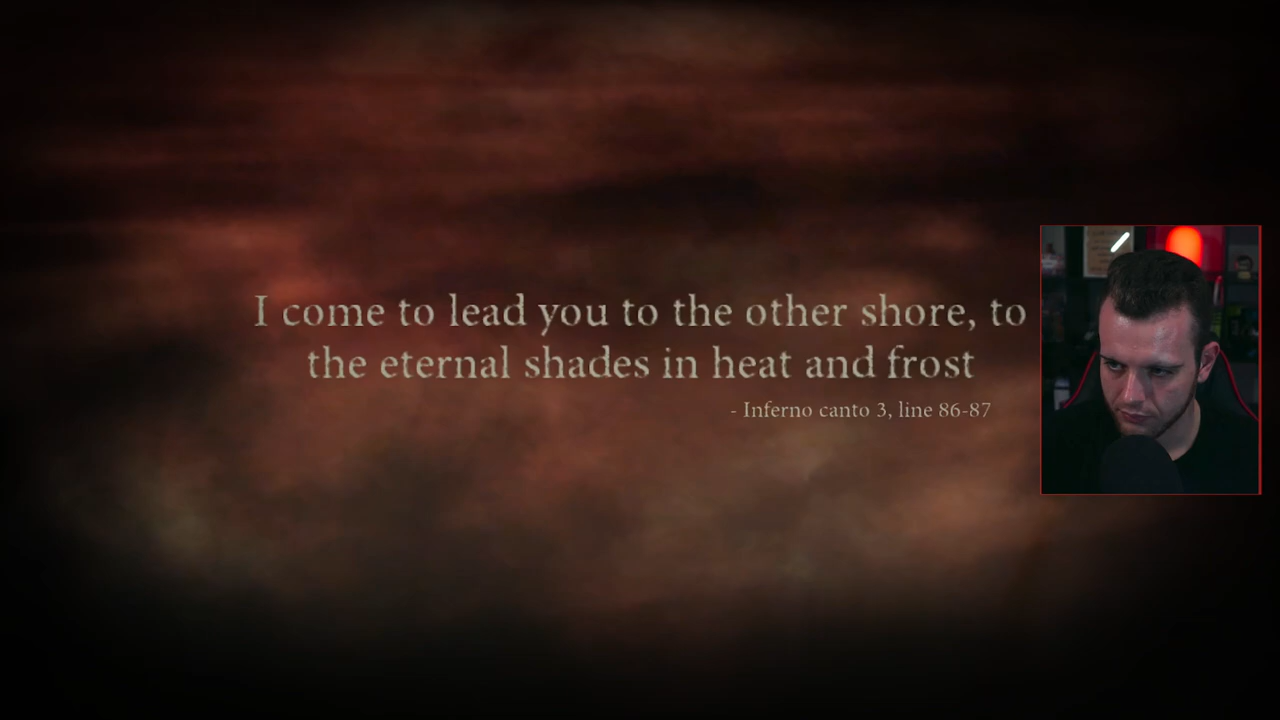 I come to lead you to the other shore, to
the eternal shades in heat and frost
- Inferno canto 3, line 86-87